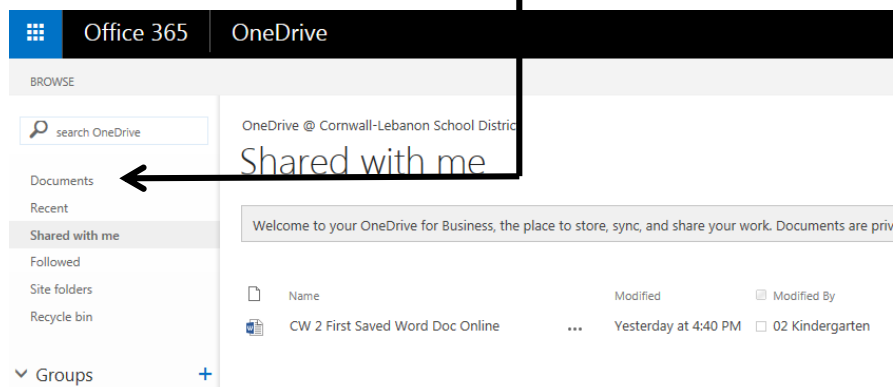 Office 365 OneDrive
BROWSE
search OneDrive
Documents
Recent
Shared with me
Followed
Site folders
Recycle bin
Groups +
OneDrive @ Cornwall-Lebanon School Distric
Shared with me
Welcome to your OneDrive for Business, the place to store, sync, and share your work. Documents are priv
Name Modified Modified By
CW 2 First Saved Word Doc Online ... Yesterday at 4:40 PM 02 Kindergarten